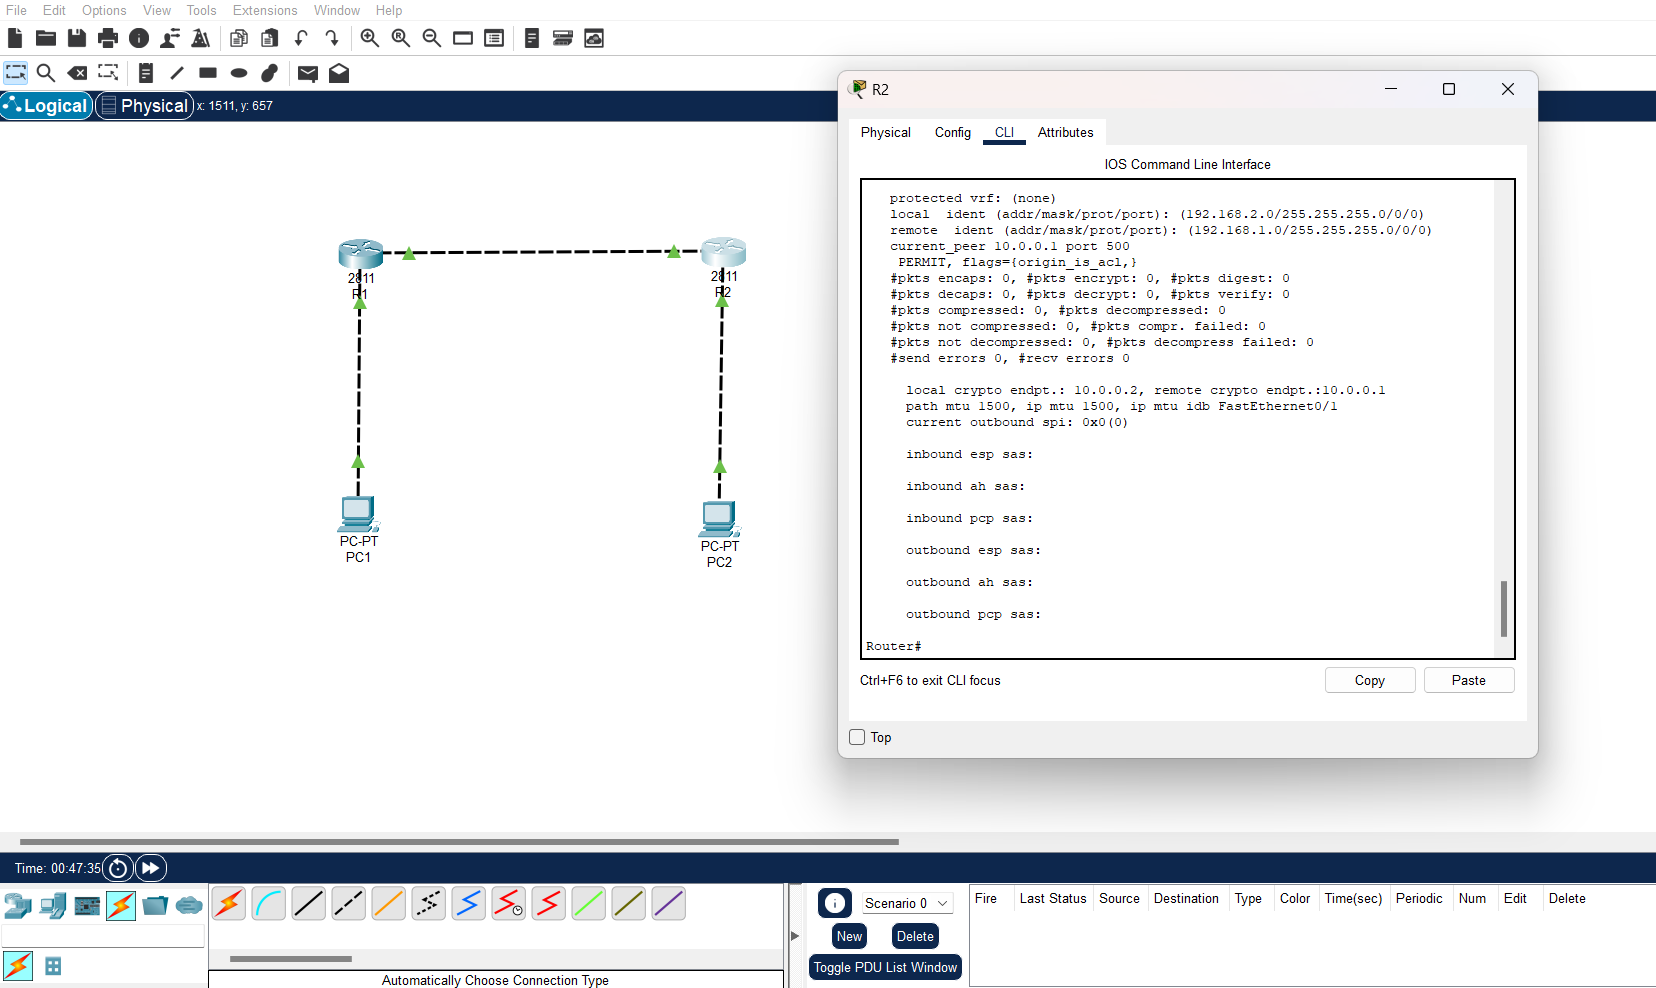 File Edit Options View Tools Extensions Window Help
Logical Physical x: 1511, y: 657
R2
Physical Config CLI Attributes
IOS Command Line Interface
protected vrf: (none)
local  ident (addr/mask/prot/port): (192.168.2.0/255.255.255.0/0/0)
remote  ident (addr/mask/prot/port): (192.168.1.0/255.255.255.0/0/0)
current_peer 10.0.0.1 port 500
PERMIT, flags={origin_is_acl,}
#pkts encaps: 0, #pkts encrypt: 0, #pkts digest: 0
#pkts decaps: 0, #pkts decrypt: 0, #pkts verify: 0
#pkts compressed: 0, #pkts decompressed: 0
#pkts not compressed: 0, #pkts compr. failed: 0
#pkts not decompressed: 0, #pkts decompress failed: 0
#send errors 0, #recv errors 0
local crypto endpt.: 10.0.0.2, remote crypto endpt.:10.0.0.1
path mtu 1500, ip mtu 1500, ip mtu idb FastEthernet0/1
current outbound spi: 0x0(0)
inbound esp sas:
inbound ah sas:
inbound pcp sas:
outbound esp sas:
outbound ah sas:
outbound pcp sas:
Router#
Ctrl+F6 to exit CLI focus
Copy Paste
Top
2811
R1
2811
R2
PC-PT
PC1
PC-PT
PC2
Time: 00:47:35
Scenario 0
New Delete
Toggle PDU List Window
Fire Last Status Source Destination Type Color Time(sec) Periodic Num Edit Delete
Automatically Choose Connection Type